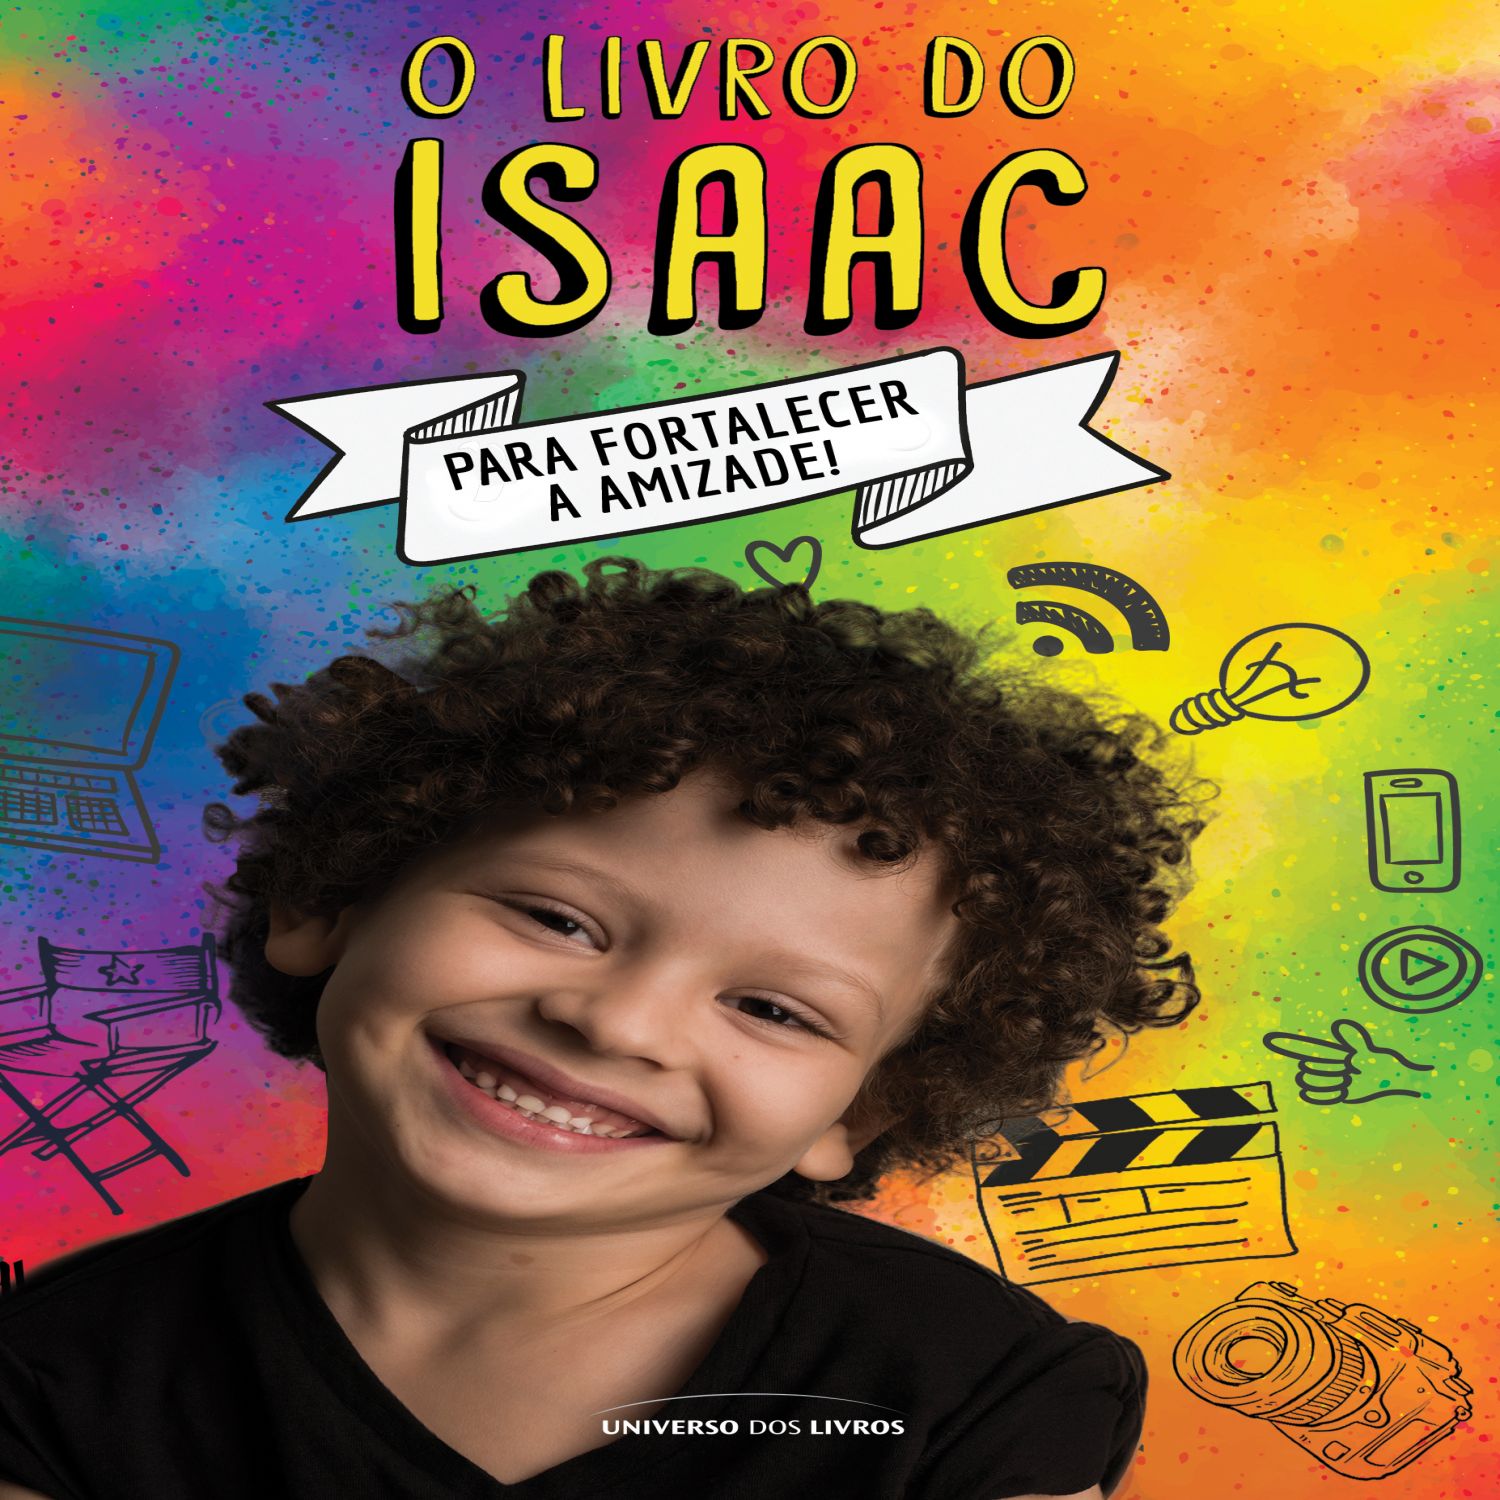 O LIVRO DO
ISAAC
PARA FORTALECER
A AMIZADE!
UNIVERSO DOS LIVROS